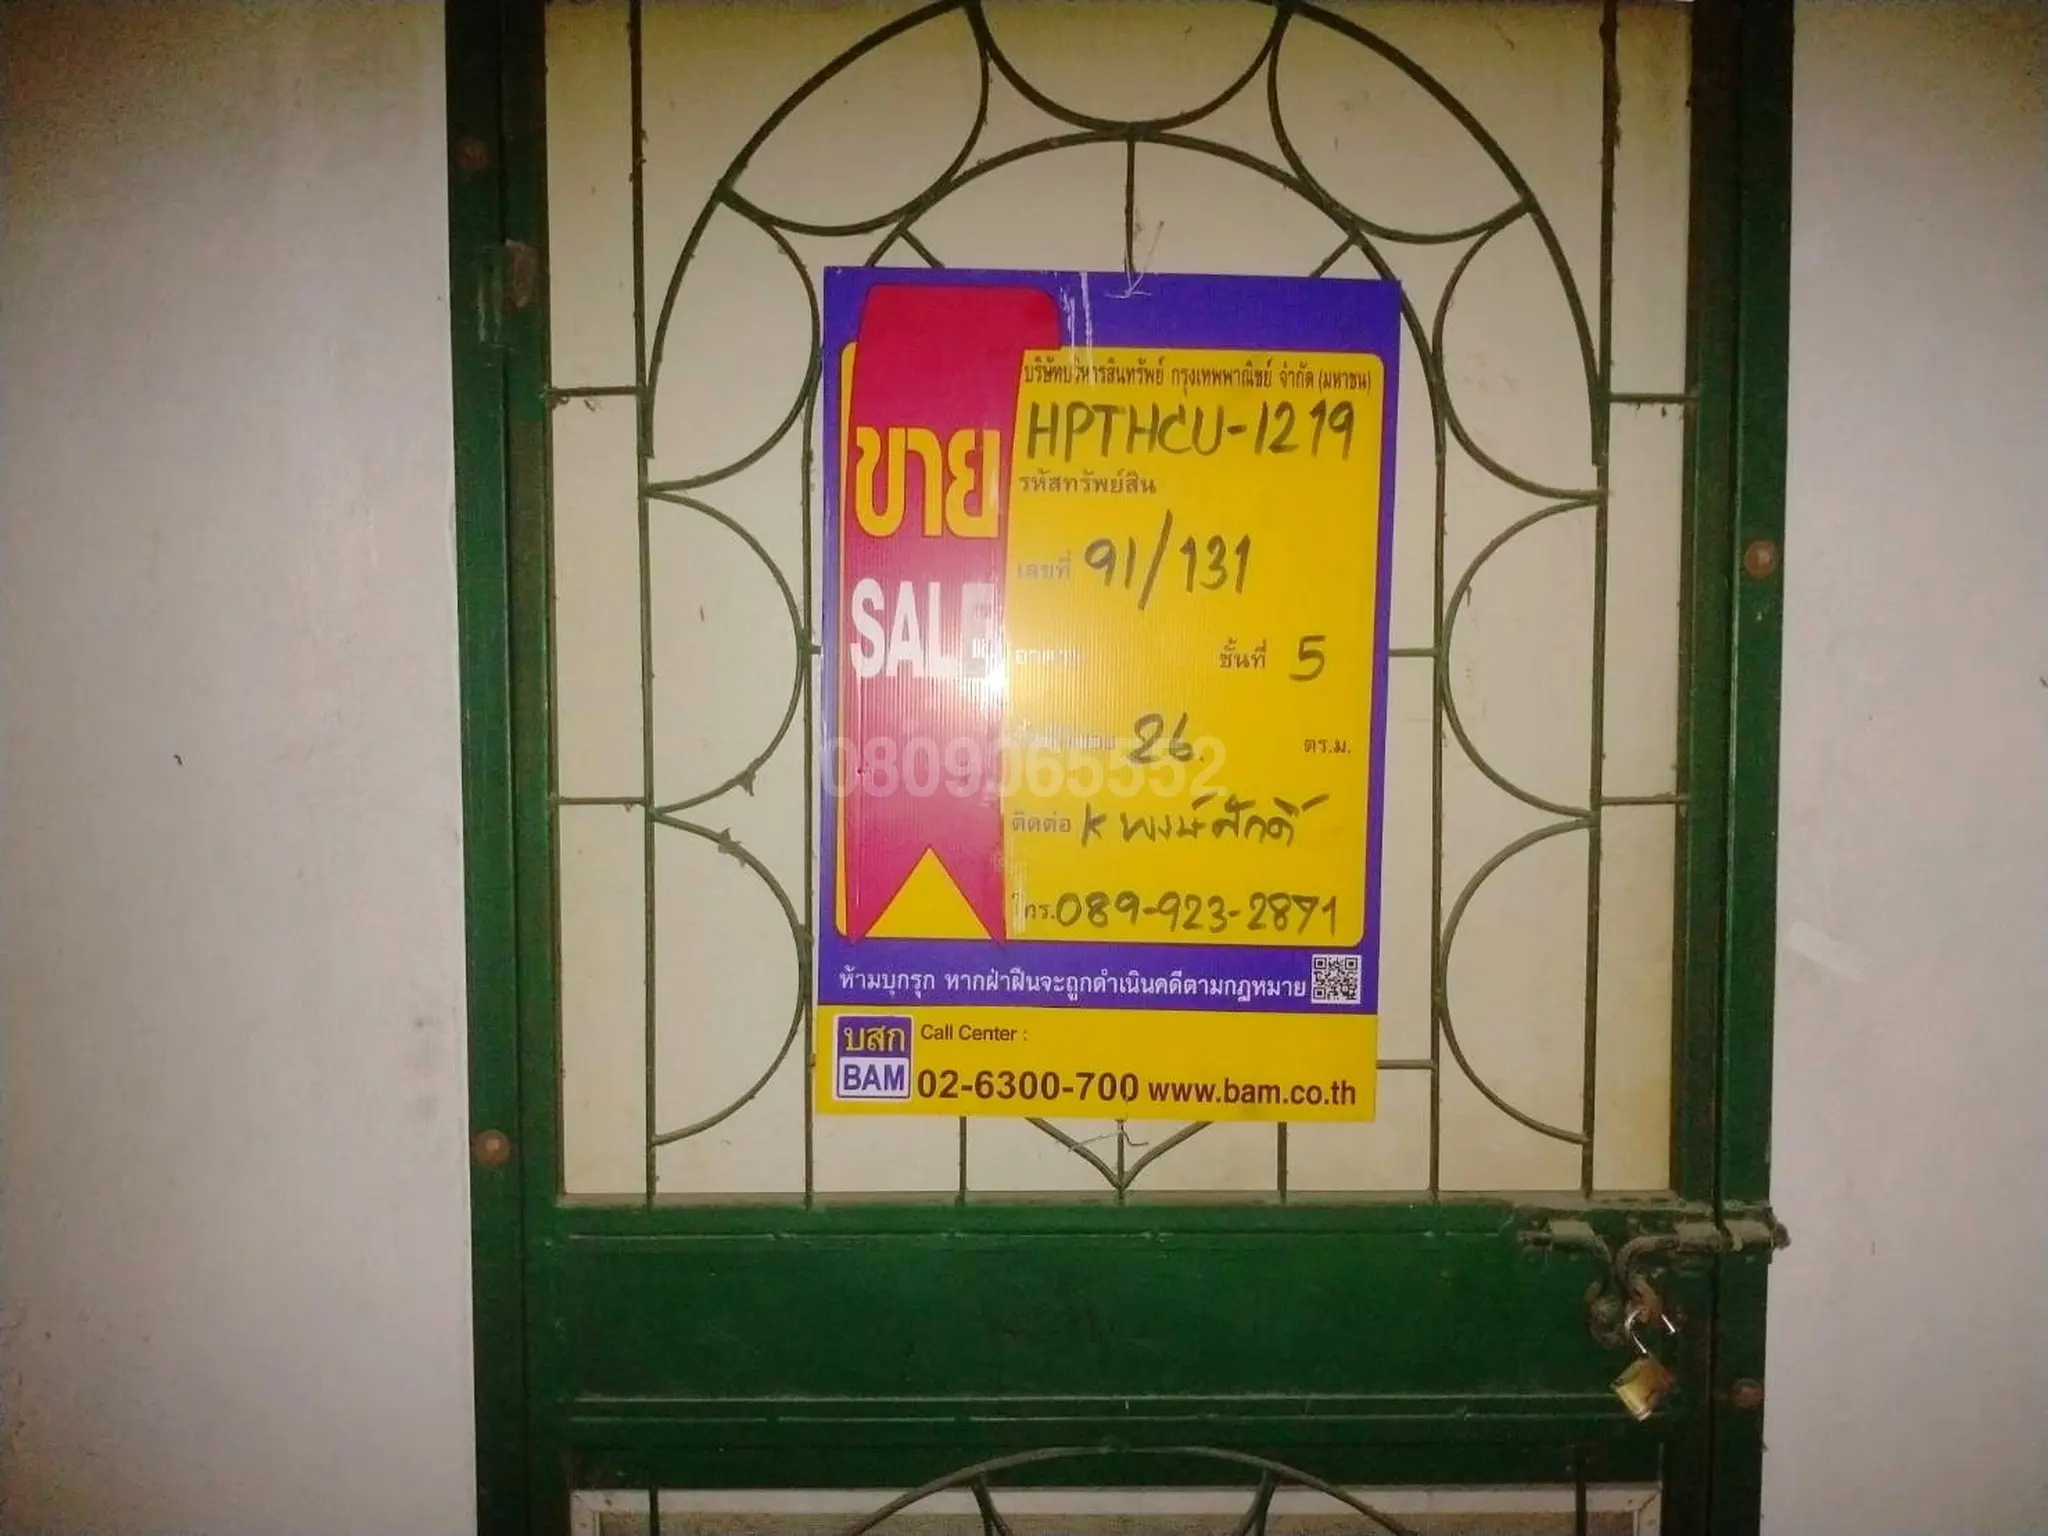 บริษัทบริหารสินทรัพย์ กรุงเทพพาณิชย์ จำกัด (มหาชน)
HPTHCU-1219
รหัสทรัพย์สิน
ขาย
SALE
เลขที่ 91/131
อาคาร ชั้นที่ 5
26. ตร.ม.
0809065552
ติดต่อ K พงษ์ศักดิ์
โทร. 089-923-2871
ห้ามบุกรุก หากฝ่าฝืนจะถูกดำเนินคดีตามกฎหมาย
บสก
BAM
Call Center :
02-6300-700 www.bam.co.th